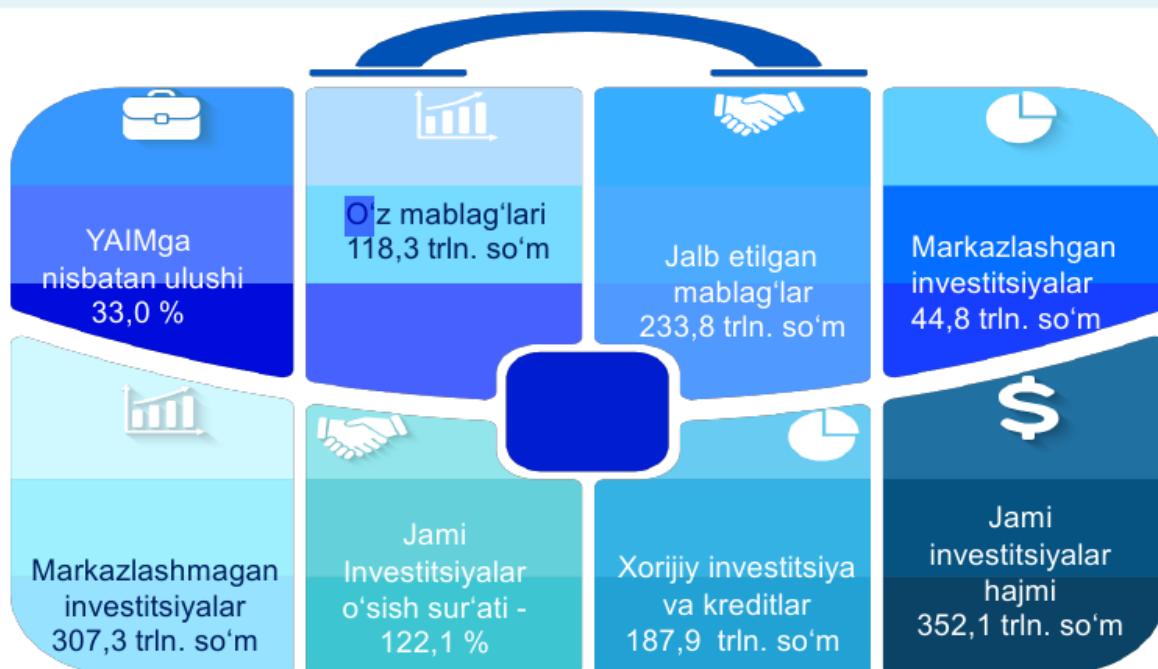 YAIMga
nisbatan ulushi
33,0 %
O‘z mablag‘lari
118,3 trln. so‘m
Jalb etilgan
mablag‘lar
233,8 trln. so‘m
Markazlashgan
investitsiyalar
44,8 trln. so‘m
Markazlashmagan
investitsiyalar
307,3 trln. so‘m
Jami
Investitsiyalar
o‘sish sur‘ati -
122,1 %
Xorijiy investitsiya
va kreditlar
187,9 trln. so‘m
Jami
investitsiyalar
hajmi
352,1 trln. so‘m